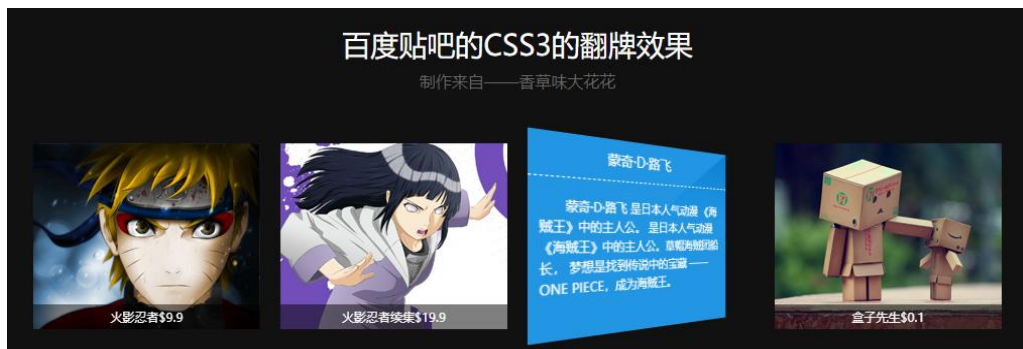 百度贴吧的CSS3的翻牌效果
制作来自——香草味大花花
火影忍者$9.9
火影忍者续集$19.9
蒙奇·D·路飞
蒙奇·D·路飞 是日本人气动漫《海
贼王》中的主人公。 是日本人气动漫
《海贼王》中的主人公。草帽海贼团船
长， 梦想是找到传说中的宝藏 ——
ONE PIECE，成为海贼王。
盒子先生$0.1